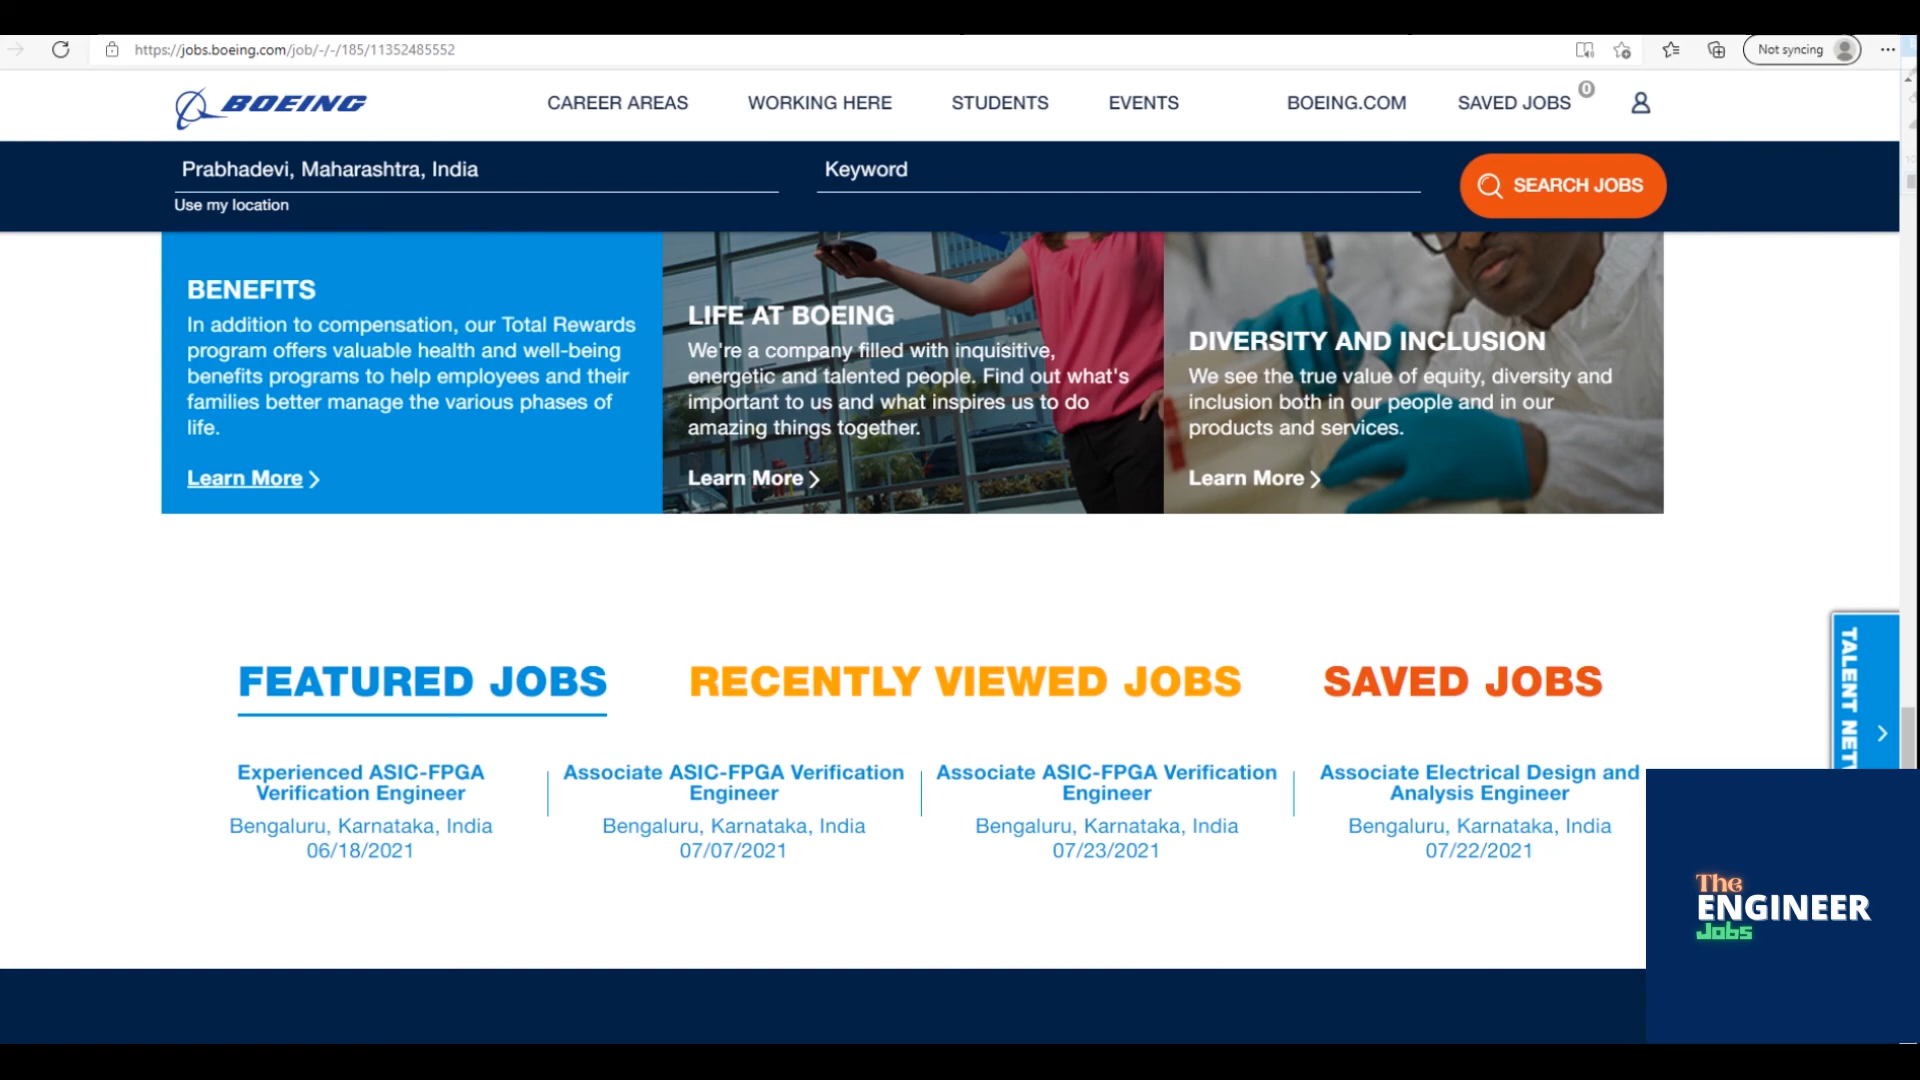 https://jobs.boeing.com/job/-/-/185/11352485552
Not syncing
BOEING
CAREER AREAS
WORKING HERE
STUDENTS
EVENTS
BOEING.COM
SAVED JOBS
0
Prabhadevi, Maharashtra, India
Keyword
SEARCH JOBS
Use my location
BENEFITS
In addition to compensation, our Total Rewards
program offers valuable health and well-being
benefits programs to help employees and their
families better manage the various phases of
life.
Learn More
LIFE AT BOEING
We're a company filled with inquisitive,
energetic and talented people. Find out what's
important to us and what inspires us to do
amazing things together.
Learn More
DIVERSITY AND INCLUSION
We see the true value of equity, diversity and
inclusion both in our people and in our
products and services.
Learn More
TALENT
FEATURED JOBS
RECENTLY VIEWED JOBS
SAVED JOBS
Experienced ASIC-FPGA
Verification Engineer
Bengaluru, Karnataka, India
06/18/2021
Associate ASIC-FPGA Verification
Engineer
Bengaluru, Karnataka, India
07/07/2021
Associate ASIC-FPGA Verification
Engineer
Bengaluru, Karnataka, India
07/23/2021
Associate Electrical Design and
Analysis Engineer
Bengaluru, Karnataka, India
07/22/2021
The
ENGINEER
Jobs